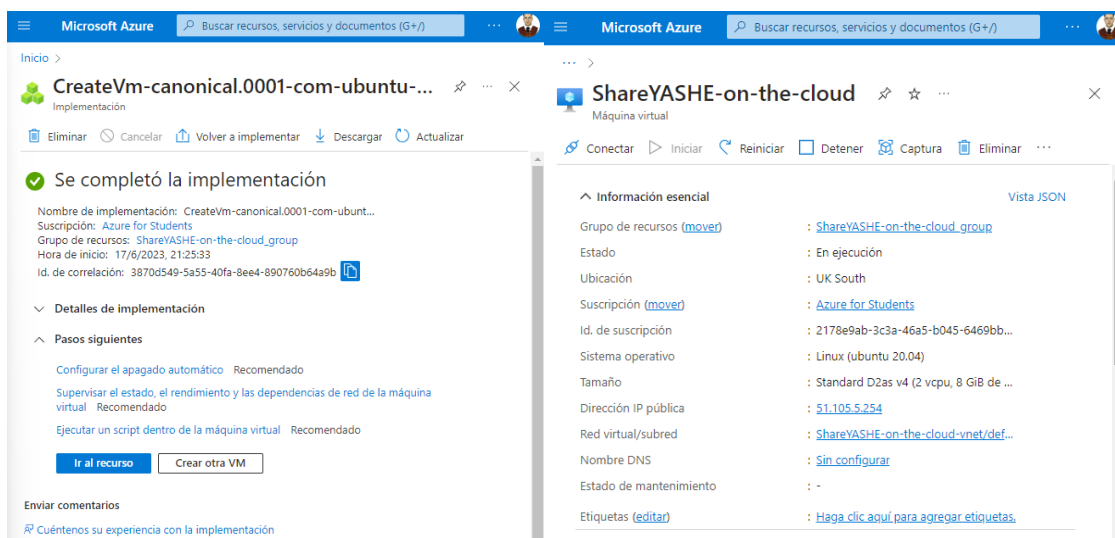 Microsoft Azure
Buscar recursos, servicios y documentos (G+/)
Inicio >
CreateVm-canonical.0001-com-ubuntu-...
Implementación
Eliminar Cancelar Volver a implementar Descargar Actualizar
Se completó la implementación
Nombre de implementación: CreateVm-canonical.0001-com-ubunt...
Suscripción: Azure for Students
Grupo de recursos: ShareYASHE-on-the-cloud_group
Hora de inicio: 17/6/2023, 21:25:33
Id. de correlación: 3870d549-5a55-40fa-8ee4-890760b64a9b
Detalles de implementación
Pasos siguientes
Configurar el apagado automático Recomendado
Supervisar el estado, el rendimiento y las dependencias de red de la máquina
virtual Recomendado
Ejecutar un script dentro de la máquina virtual Recomendado
Ir al recurso Crear otra VM
Enviar comentarios
Cuéntenos su experiencia con la implementación
Microsoft Azure
Buscar recursos, servicios y documentos (G+/)
... >
ShareYASHE-on-the-cloud
Máquina virtual
Conectar Iniciar Reiniciar Detener Captura Eliminar ...
Información esencial Vista JSON
Grupo de recursos (mover) : ShareYASHE-on-the-cloud_group
Estado : En ejecución
Ubicación : UK South
Suscripción (mover) : Azure for Students
Id. de suscripción : 2178e9ab-3c3a-46a5-b045-6469bb...
Sistema operativo : Linux (ubuntu 20.04)
Tamaño : Standard D2as v4 (2 vcpu, 8 GiB de ...
Dirección IP pública : 51.105.5.254
Red virtual/subred : ShareYASHE-on-the-cloud-vnet/def...
Nombre DNS : Sin configurar
Estado de mantenimiento : -
Etiquetas (editar) : Haga clic aquí para agregar etiquetas.